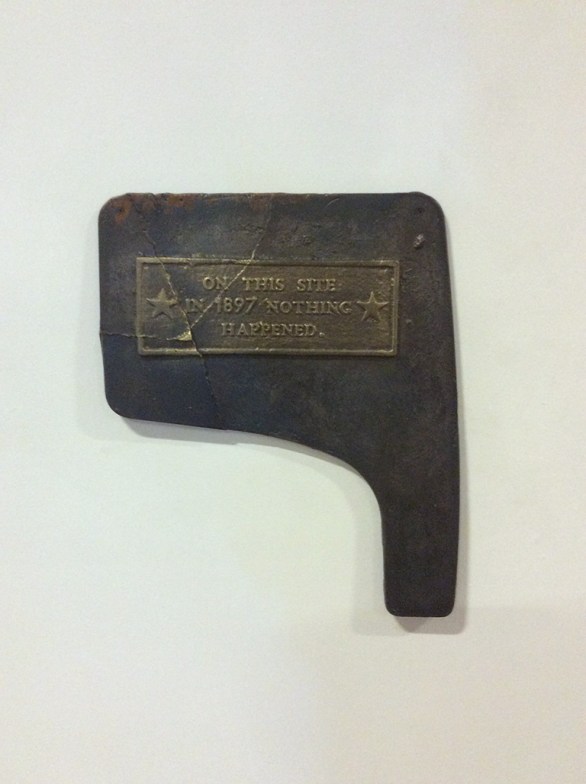 ON THIS SITE
IN 1897 NOTHING
HAPPENED.